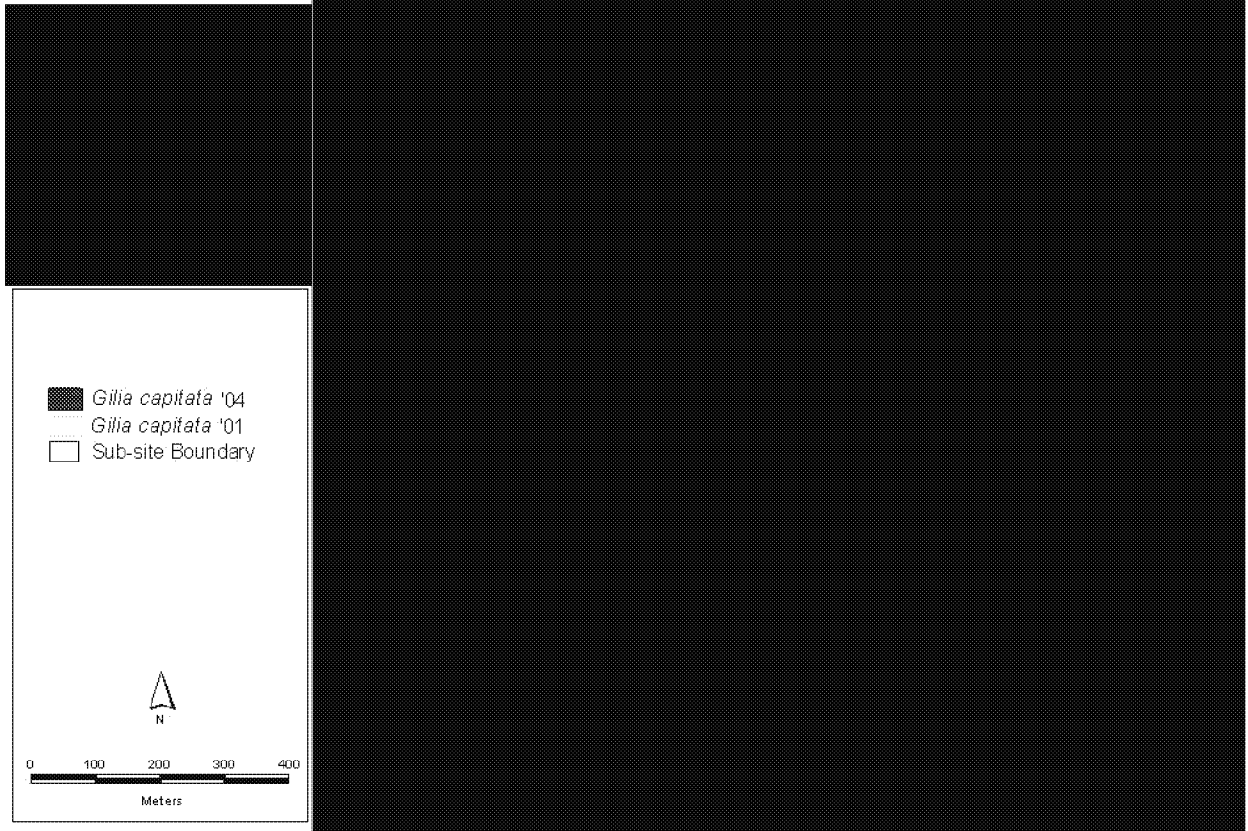 Gilia capitata '04
Gilia capitata '01
Sub-site Boundary
N
0 100 200 300 400
Meters